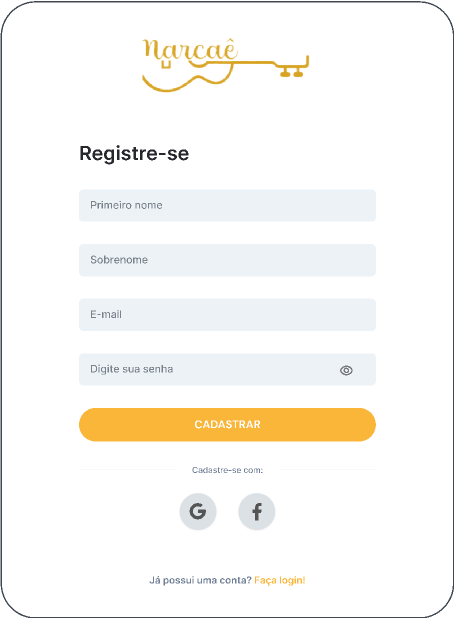 Narcaê
Registre-se
Primeiro nome
Sobrenome
E-mail
Digite sua senha
CADASTRAR
Cadastre-se com:
G f
Já possui uma conta? Faça login!